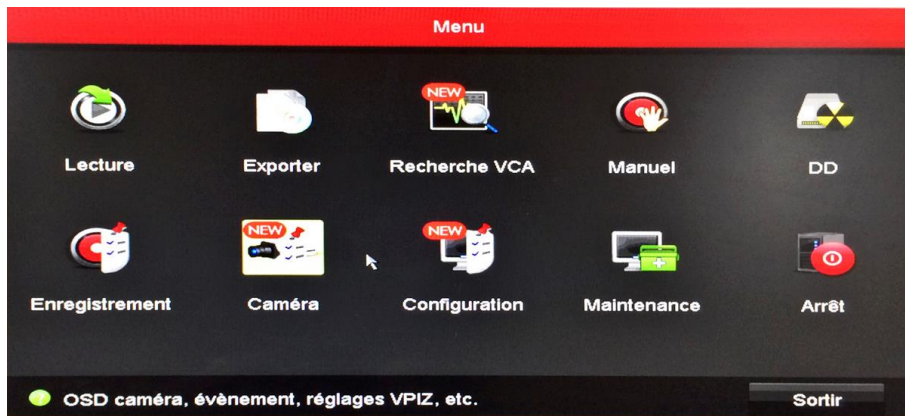 Menu
NEW
Lecture Exporter Recherche VCA Manuel DD
NEW NEW
Enregistrement Caméra Configuration Maintenance Arrêt
? OSD caméra, évènement, réglages VPIZ, etc. Sortir